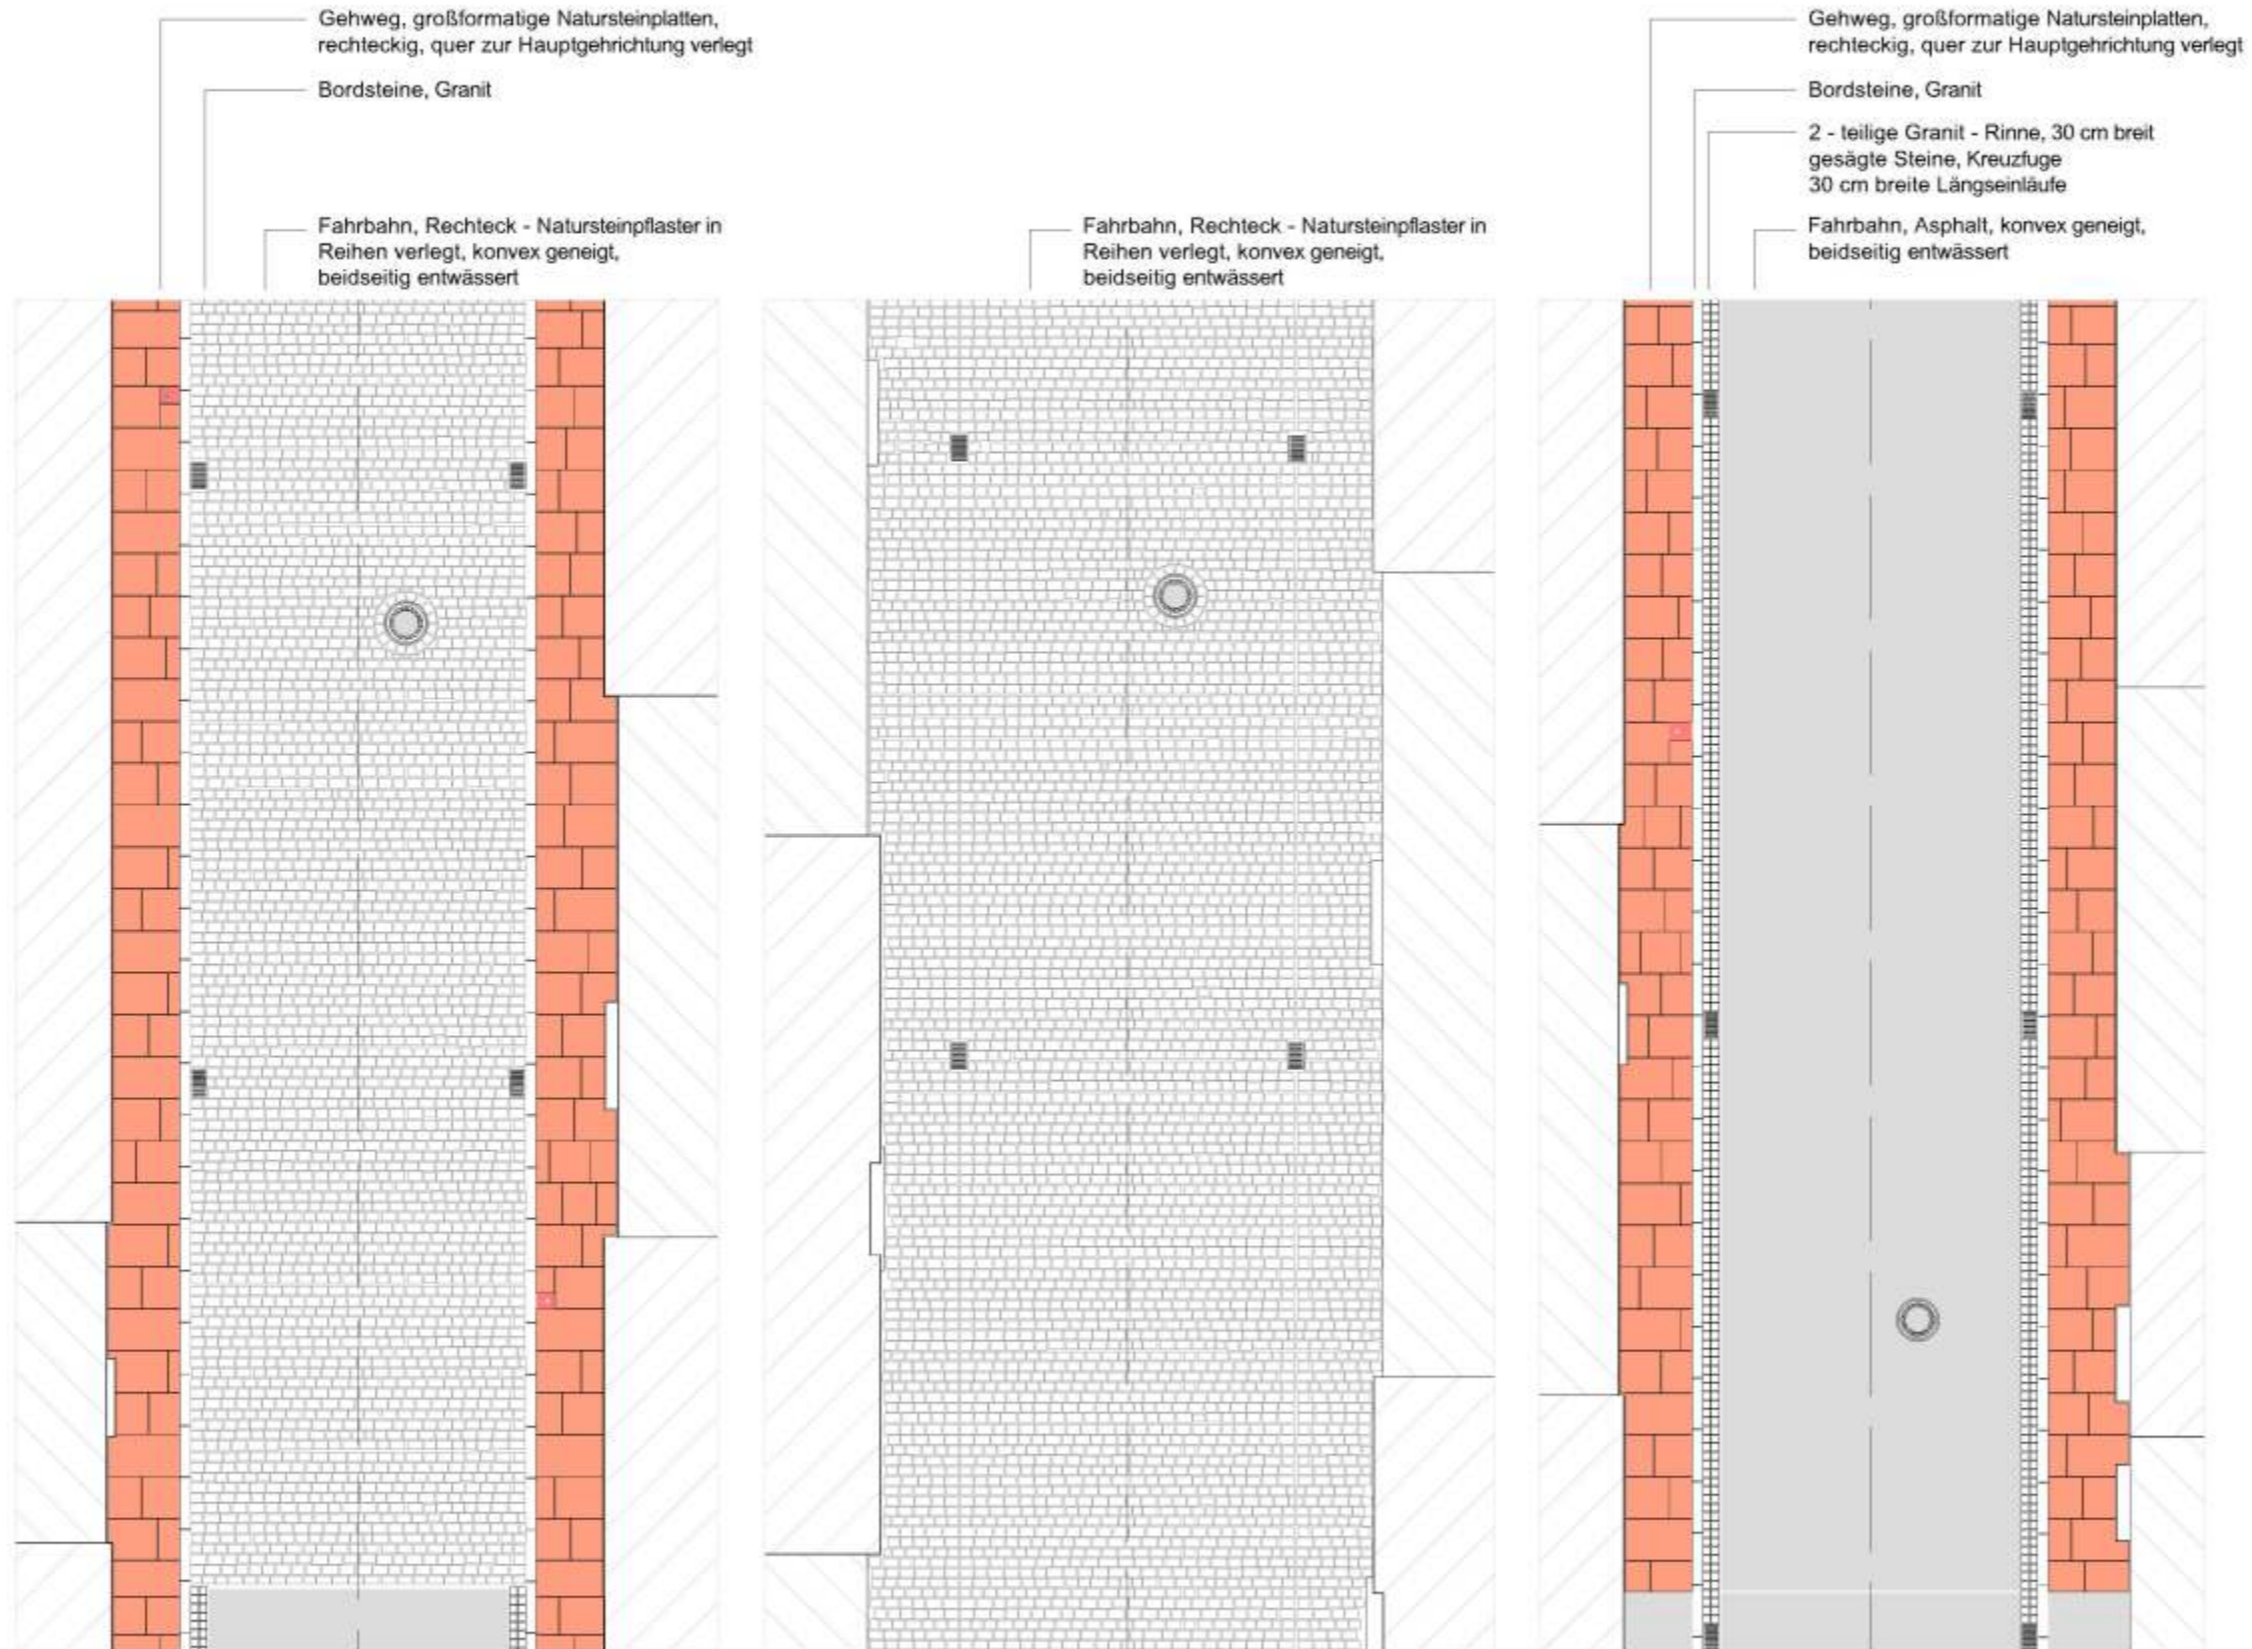 Gehweg, großformatige Natursteinplatten,
rechteckig, quer zur Hauptgehrichtung verlegt
Bordsteine, Granit
Fahrbahn, Rechteck - Natursteinpflaster in
Reihen verlegt, konvex geneigt,
beidseitig entwässert
Fahrbahn, Rechteck - Natursteinpflaster in
Reihen verlegt, konvex geneigt,
beidseitig entwässert
Gehweg, großformatige Natursteinplatten,
rechteckig, quer zur Hauptgehrichtung verlegt
Bordsteine, Granit
2 - teilige Granit - Rinne, 30 cm breit
gesägte Steine, Kreuzfuge
30 cm breite Längseinläufe
Fahrbahn, Asphalt, konvex geneigt,
beidseitig entwässert